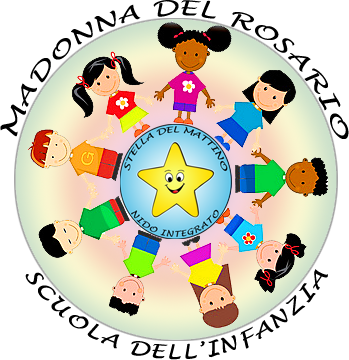 MADONNA DEL ROSARIO
STELLA DEL MATTINO
NIDO INTEGRATO
G
SCUOLA DELL'INFANZIA